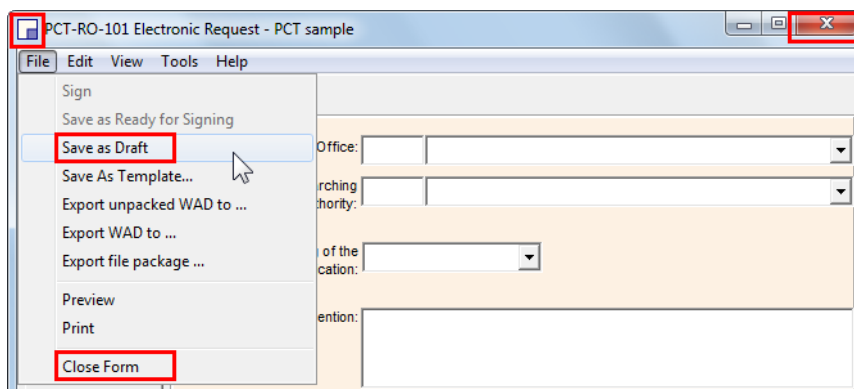 PCT-RO-101 Electronic Request - PCT sample
File Edit View Tools Help
Sign
Save as Ready for Signing
Save as Draft
Office:
Save As Template...
rching
Export unpacked WAD to ...
hority:
Export WAD to ...
of the
Export file package ...
cation:
Preview
ention:
Print
Close Form